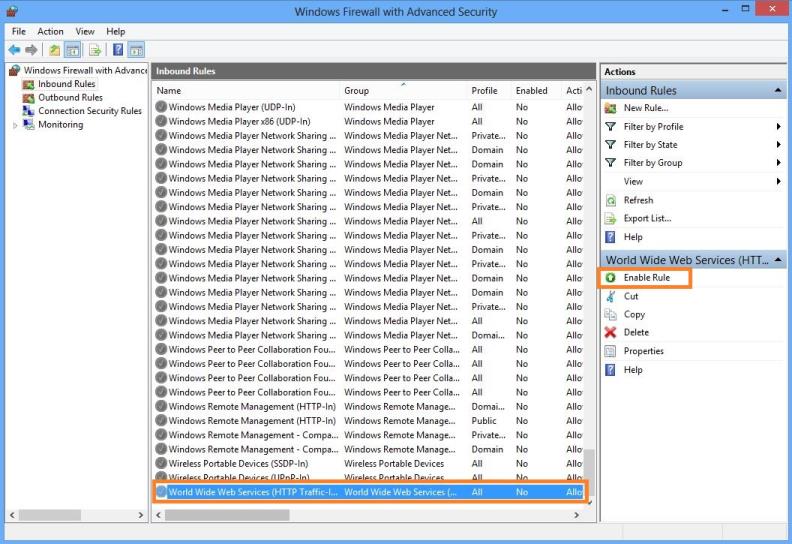 Windows Firewall with Advanced Security
File Action View Help
Windows Firewall with Advance
Inbound Rules
Outbound Rules
Connection Security Rules
Monitoring
Inbound Rules
Name Group Profile Enabled Acti
Windows Media Player (UDP-In) Windows Media Player All No Allo
Windows Media Player x86 (UDP-In) Windows Media Player All No Allo
Windows Media Player Network Sharing ... Windows Media Player Net... Private... No Allo
Windows Media Player Network Sharing ... Windows Media Player Net... Domain No Allo
Windows Media Player Network Sharing ... Windows Media Player Net... Domain No Allo
Windows Media Player Network Sharing ... Windows Media Player Net... Private... No Allo
Windows Media Player Network Sharing ... Windows Media Player Net... Domain No Allo
Windows Media Player Network Sharing ... Windows Media Player Net... Private... No Allo
Windows Media Player Network Sharing ... Windows Media Player Net... All No Allo
Windows Media Player Network Sharing ... Windows Media Player Net... Private... No Allo
Windows Media Player Network Sharing ... Windows Media Player Net... Domain No Allo
Windows Media Player Network Sharing ... Windows Media Player Net... Private... No Allo
Windows Media Player Network Sharing ... Windows Media Player Net... Domain No Allo
Windows Media Player Network Sharing ... Windows Media Player Net... Domain No Allo
Windows Media Player Network Sharing ... Windows Media Player Net... Private... No Allo
Windows Media Player Network Sharing ... Windows Media Player Net... All No Allo
Windows Media Player Network Sharing ... Windows Media Player Net... Domai... No Allo
Windows Peer to Peer Collaboration Fou... Windows Peer to Peer Colla... All No Allo
Windows Peer to Peer Collaboration Fou... Windows Peer to Peer Colla... All No Allo
Windows Peer to Peer Collaboration Fou... Windows Peer to Peer Colla... All No Allo
Windows Peer to Peer Collaboration Fou... Windows Peer to Peer Colla... All No Allo
Windows Remote Management (HTTP-In) Windows Remote Manage... Domai... No Allo
Windows Remote Management (HTTP-In) Windows Remote Manage... Public No Allo
Windows Remote Management - Compa... Windows Remote Manage... Private... No Allo
Windows Remote Management - Compa... Windows Remote Manage... Domain No Allo
Wireless Portable Devices (SSDP-In) Wireless Portable Devices All No Allo
Wireless Portable Devices (UPnP-In) Wireless Portable Devices All No Allo
World Wide Web Services (HTTP Traffic-I... World Wide Web Services (... All No Allo
Actions
Inbound Rules
New Rule...
Filter by Profile
Filter by State
Filter by Group
View
Refresh
Export List...
Help
World Wide Web Services (HTT...
Enable Rule
Cut
Copy
Delete
Properties
Help